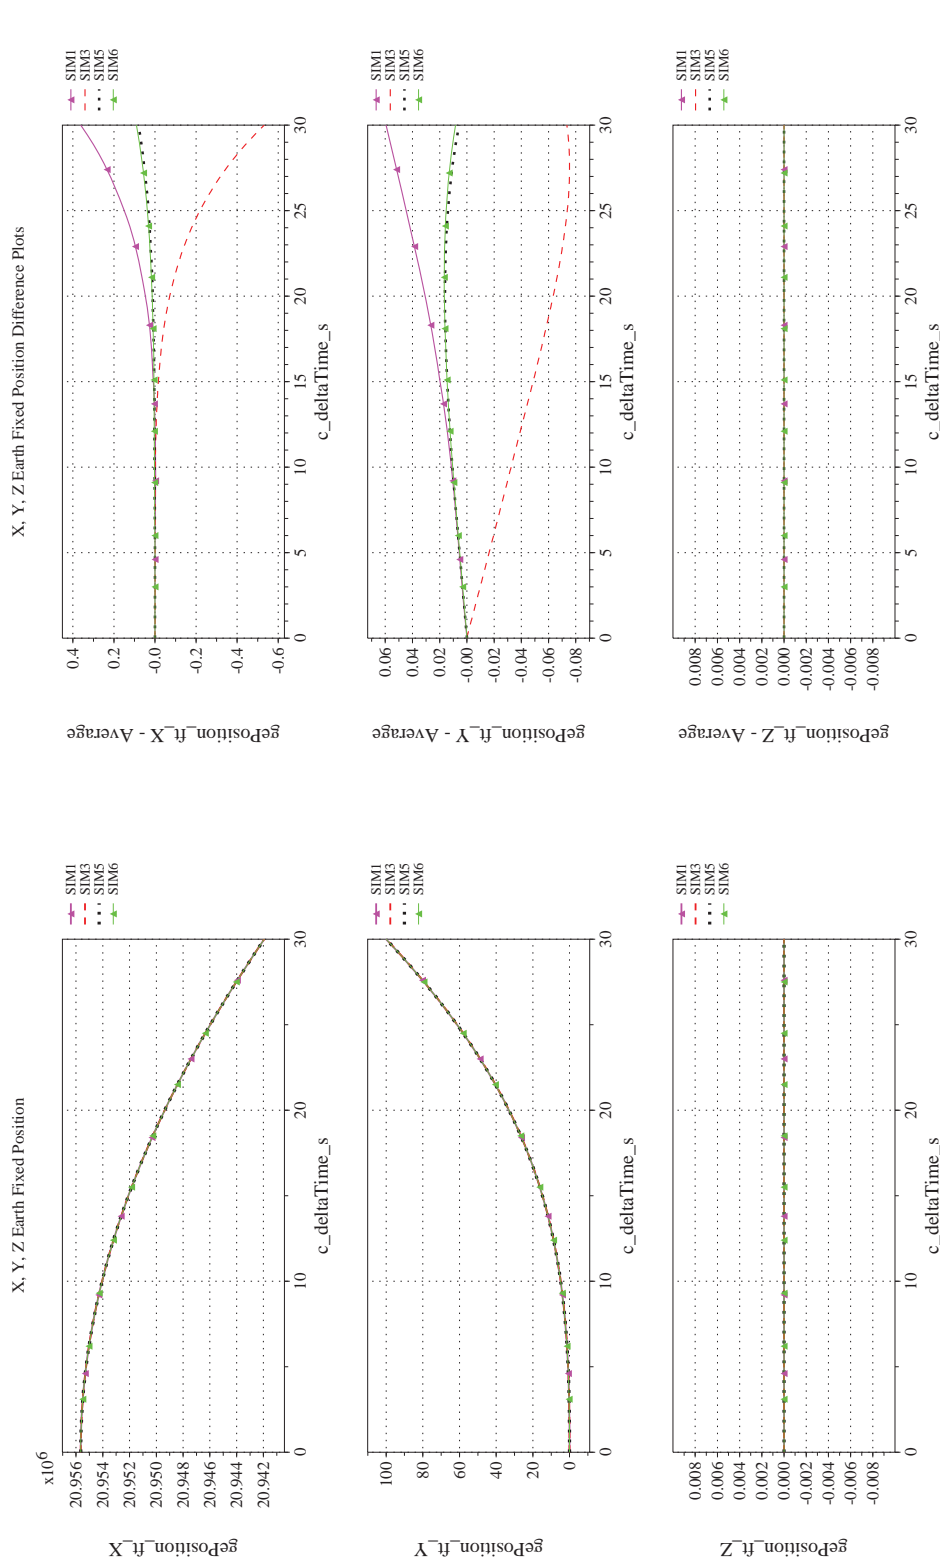 X, Y, Z Earth Fixed Position
x10^6
gePosition_ft_X
20.956
20.954
20.952
20.950
20.948
20.946
20.944
20.942
0 10 20 30
c_deltaTime_s
SIM1
SIM3
SIM5
SIM6
gePosition_ft_Y
100
80
60
40
20
0
0 10 20 30
c_deltaTime_s
SIM1
SIM3
SIM5
SIM6
gePosition_ft_Z
0.008
0.006
0.004
0.002
0.000
-0.002
-0.004
-0.006
-0.008
0 10 20 30
c_deltaTime_s
SIM1
SIM3
SIM5
SIM6
X, Y, Z Earth Fixed Position Difference Plots
gePosition_ft_X - Average
0.4
0.2
-0.0
-0.2
-0.4
-0.6
0 5 10 15 20 25 30
c_deltaTime_s
SIM1
SIM3
SIM5
SIM6
gePosition_ft_Y - Average
0.06
0.04
0.02
-0.00
-0.02
-0.04
-0.06
-0.08
0 5 10 15 20 25 30
c_deltaTime_s
SIM1
SIM3
SIM5
SIM6
gePosition_ft_Z - Average
0.008
0.006
0.004
0.002
0.000
-0.002
-0.004
-0.006
-0.008
0 5 10 15 20 25 30
c_deltaTime_s
SIM1
SIM3
SIM5
SIM6